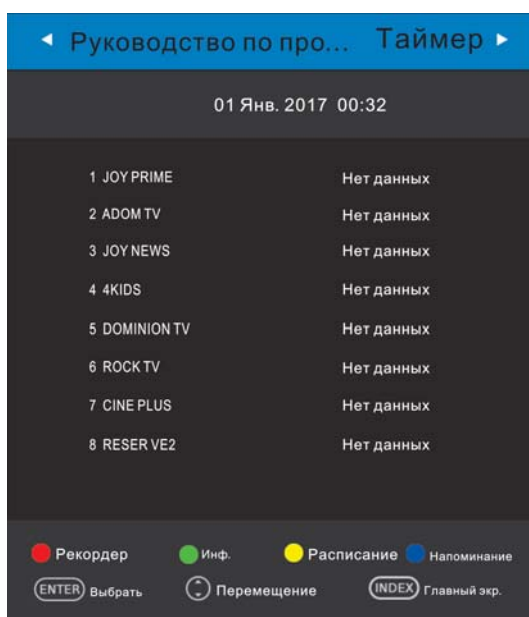 Руководство по про... Таймер
01 Янв. 2017 00:32
1 JOY PRIME Нет данных
2 ADOM TV Нет данных
3 JOY NEWS Нет данных
4 4KIDS Нет данных
5 DOMINION TV Нет данных
6 ROCK TV Нет данных
7 CINE PLUS Нет данных
8 RESER VE2 Нет данных
Рекордер Инф. Расписание Напоминание
ENTER Выбрать Перемещение INDEX Главный экр.